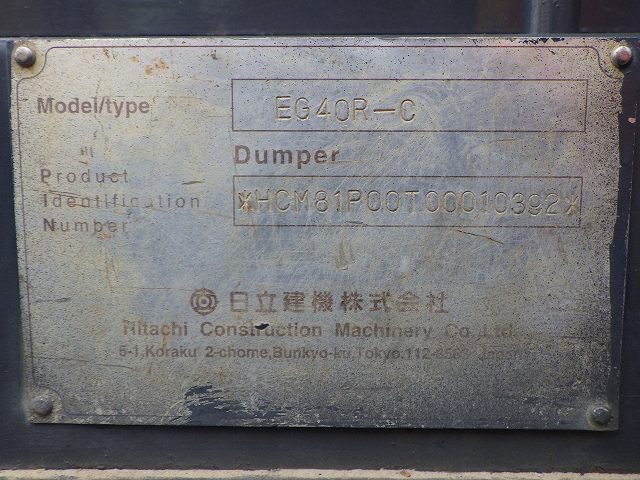 Model/type EG40R-C
Dumper
Product
Identification
Number
*HCM81P00T00010392*
日立建機株式会社
Hitachi Construction Machinery Co.,Ltd.
5-1,Koraku 2-chome,Bunkyo-ku,Tokyo,112-8563 Japan